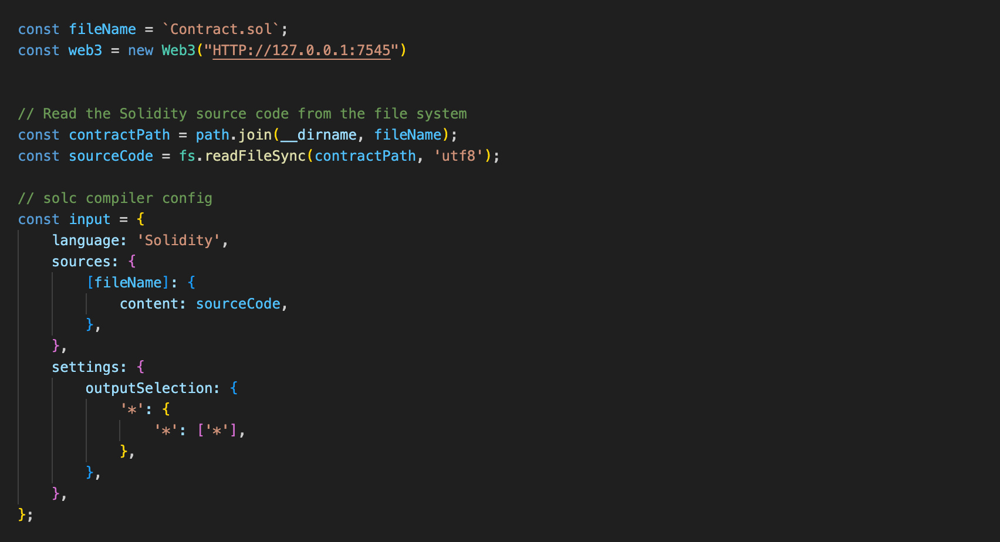 const fileName = `Contract.sol`;
const web3 = new Web3("HTTP://127.0.0.1:7545")
// Read the Solidity source code from the file system
const contractPath = path.join(__dirname, fileName);
const sourceCode = fs.readFileSync(contractPath, 'utf8');
// solc compiler config
const input = {
    language: 'Solidity',
    sources: {
        [fileName]: {
            content: sourceCode,
        },
    },
    settings: {
        outputSelection: {
            '*': {
                '*': ['*'],
            },
        },
    },
};